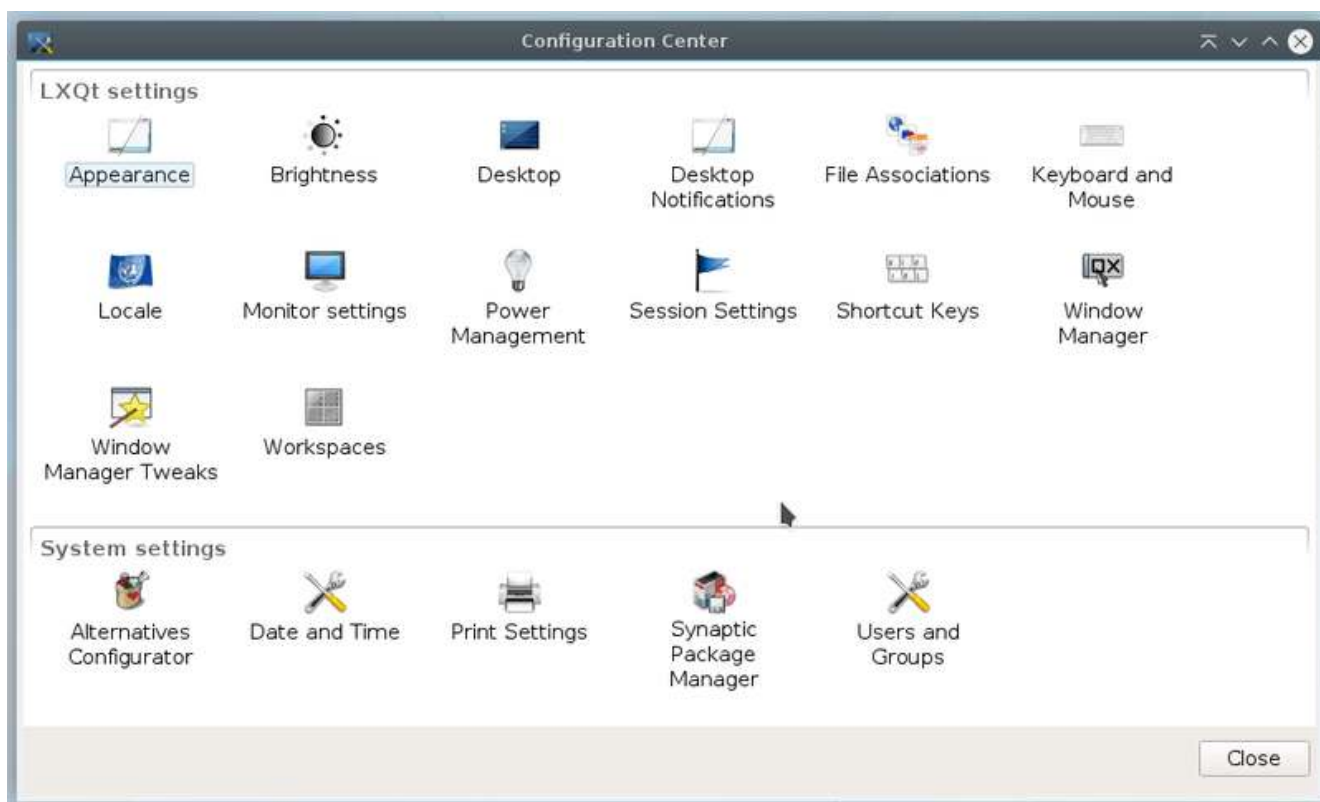 Configuration Center
LXQt settings
Appearance
Brightness
Desktop
Desktop
Notifications
File Associations
Keyboard and
Mouse
Locale
Monitor settings
Power
Management
Session Settings
Shortcut Keys
Window
Manager
Window
Manager Tweaks
Workspaces
System settings
Alternatives
Configurator
Date and Time
Print Settings
Synaptic
Package
Manager
Users and
Groups
Close